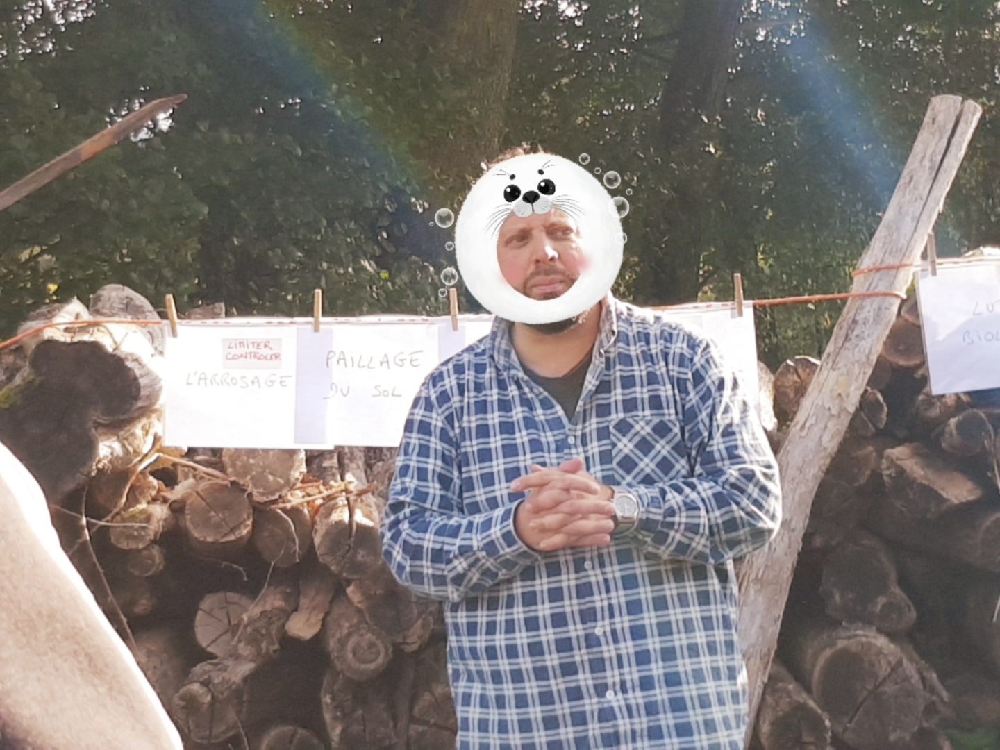 LIMITER
CONTROLER
L'ARROSAGE
PAILLAGE
DU SOL